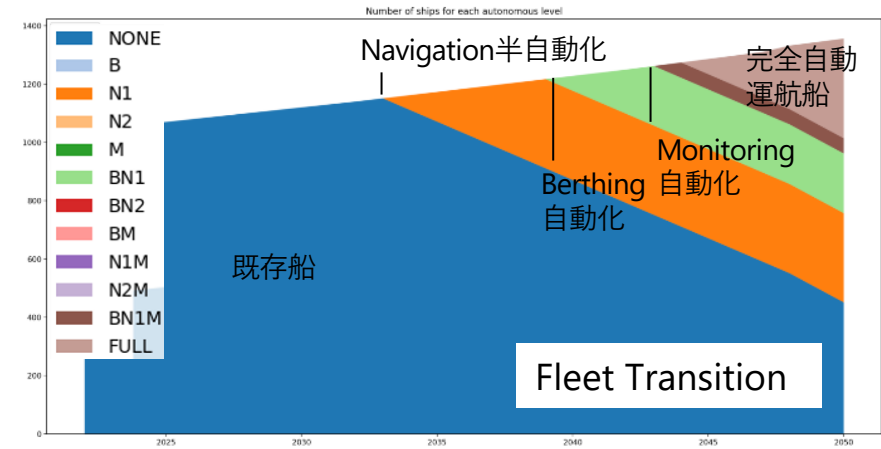 Number of ships for each autonomous level
1400
1200
1000
800
600
400
200
0
2025
2030
2035
2040
2045
2050
NONE
B
N1
N2
M
BN1
BN2
BM
N1M
N2M
BN1M
FULL
Navigation半自動化
完全自動
運航船
Monitoring
自動化
Berthing
自動化
既存船
Fleet Transition